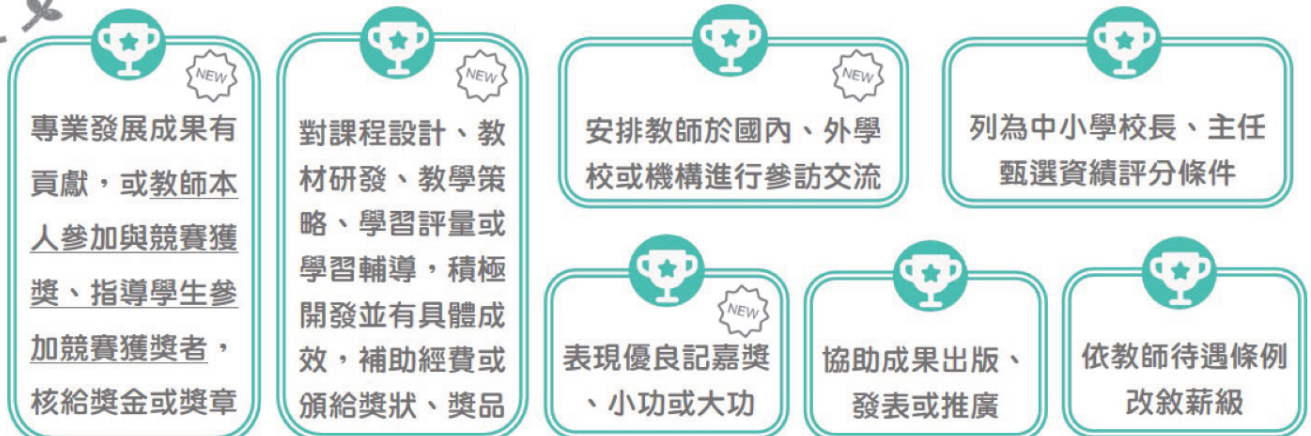 NEW
專業發展成果有
貢獻，或教師本
人參加與競賽獲
獎、指導學生參
加競賽獲獎者，
核給獎金或獎章
NEW
對課程設計、教
材研發、教學策
略、學習評量或
學習輔導，積極
開發並有具體成
效，補助經費或
頒給獎狀、獎品
NEW
安排教師於國內、外學
校或機構進行參訪交流
列為中小學校長、主任
甄選資績評分條件
NEW
表現優良記嘉獎
、小功或大功
協助成果出版、
發表或推廣
依教師待遇條例
改敘薪級